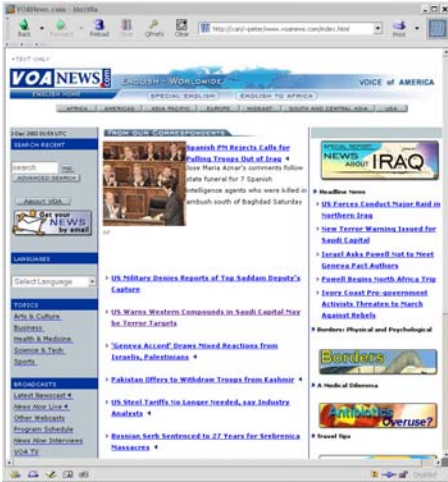 VOANews.com - Mozilla
Back
Reload
Stop
QPrefs
Clear
Print
• TEXT ONLY
VOANEWS.COM
ENGLISH - WORLDWIDE
VOICE of AMERICA
ENGLISH HOME
SPECIAL ENGLISH
ENGLISH TO AFRICA
AFRICA
AMERICAS
ASIA PACIFIC
EUROPE
MIDEAST
SOUTH AND CENTRAL ASIA
USA
SEARCH RECENT
search
ADVANCED SEARCH
About VOA
Get your
NEWS
by email
LANGUAGES
Select Language
TOPICS
Arts & Culture
Business
Health & Medicine
Science & Tech
Sports
BROADCASTS
Latest Newscast
News Now Live
Other Webcasts
Program Schedule
News Now Interviews
VOA TV
FROM OUR CORRESPONDENTS
Spanish PM Rejects Calls for
Pulling Troops Out of Iraq
Jose Maria Aznar's comments follow
state funeral for 7 Spanish
intelligence agents who were killed in
ambush south of Baghdad Saturday
AP
US Military Denies Reports of Top Saddam Deputy's
Capture
US Warns Western Compounds in Saudi Capital May
be Terror Targets
'Geneva Accord' Draws Mixed Reactions from
Israelis, Palestinians
Pakistan Offers to Withdraw Troops from Kashmir
US Steel Tariffs No Longer Needed, say Industry
Analysts
Bosnian Serb Sentenced to 27 Years for Srebrenica
Massacres
SPECIAL REPORT
NEWS
ABOUT IRAQ
Headline News
US Forces Conduct Major Raid in
Northern Iraq
New Terror Warning Issued for
Saudi Capital
Israel Asks Powell Not to Meet
Geneva Pact Authors
Powell Begins North Africa Trip
Ivory Coast Pro-government
Activists Threaten to March
Against Rebels
Borders: Physical and Psychological
Borders
A Medical Dilemma
Antibiotics
Overuse?
Travel Tips